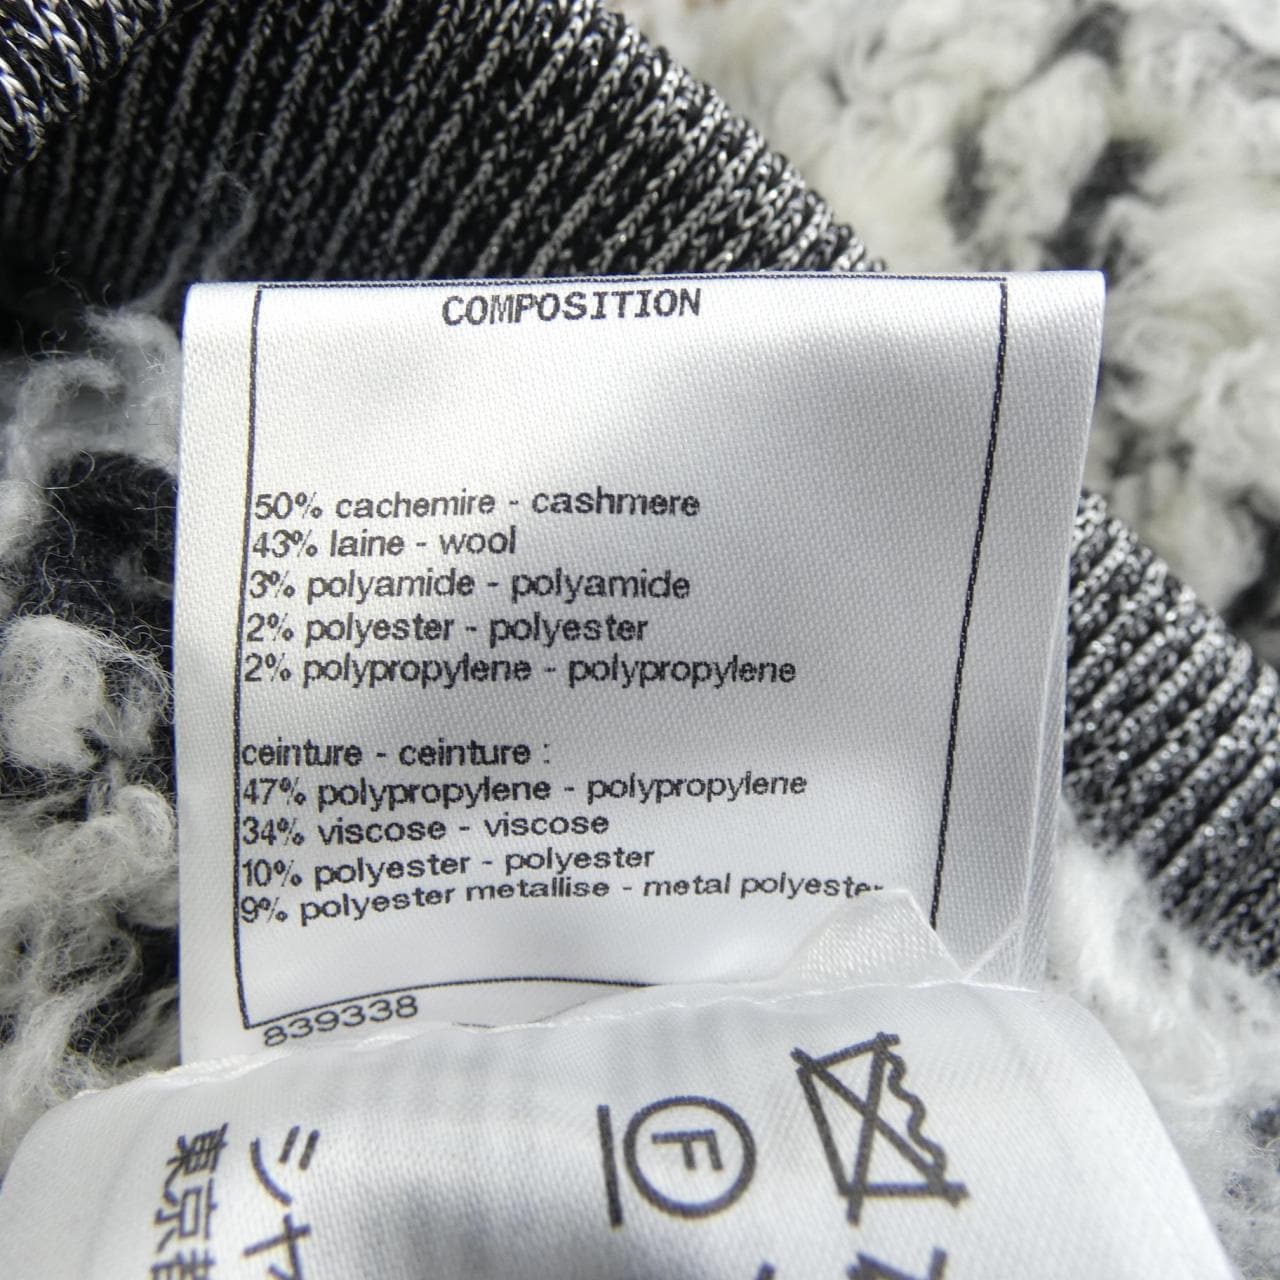 COMPOSITION
50% cachemire - cashmere
43% laine - wool
3% polyamide - polyamide
2% polyester - polyester
2% polypropylene - polypropylene
ceinture - ceinture :
47% polypropylene - polypropylene
34% viscose - viscose
10% polyester - polyester
9% polyester metallise - metal polyester
839338
F
シャ
東京都